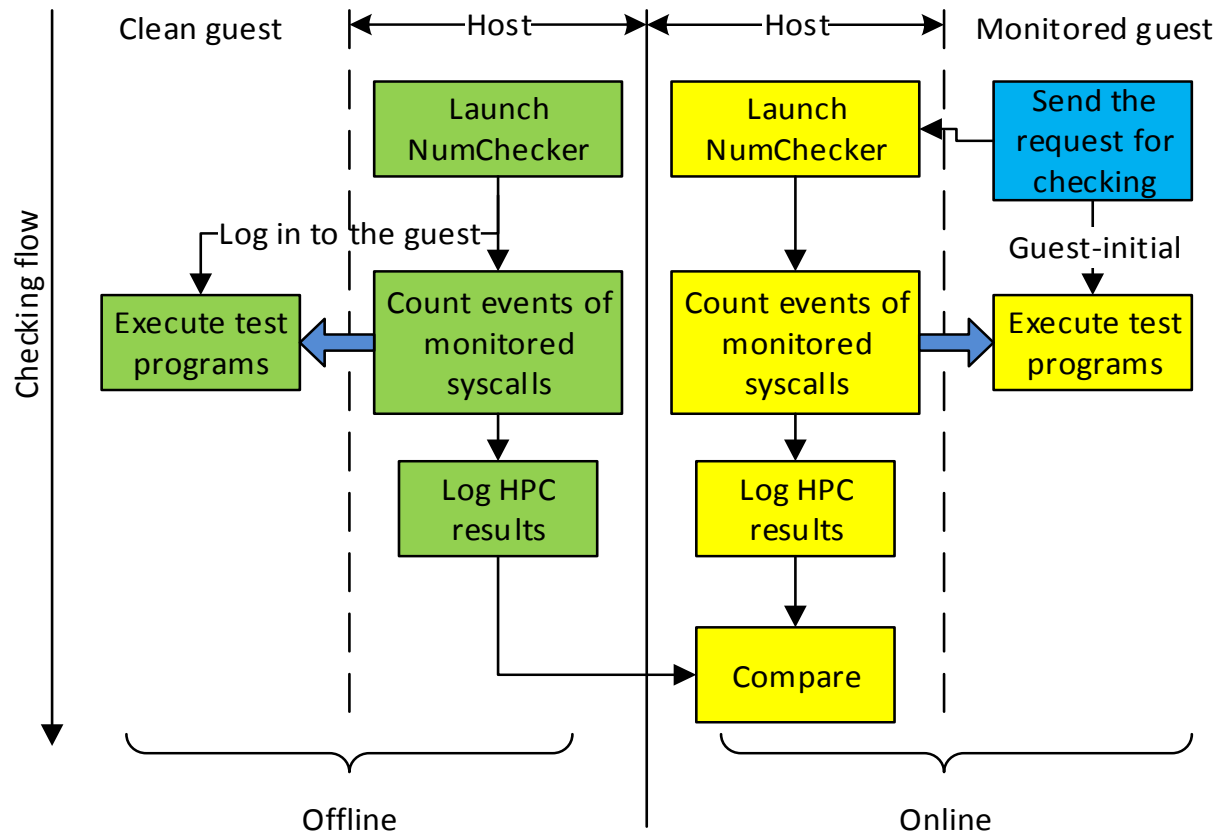 Clean guest
Host
Host
Monitored guest
Launch
NumChecker
Launch
NumChecker
Send the
request for
checking
Log in to the guest
Guest-initial
Checking flow
Execute test
programs
Count events of
monitored
syscalls
Count events of
monitored
syscalls
Execute test
programs
Log HPC
results
Log HPC
results
Compare
Offline
Online